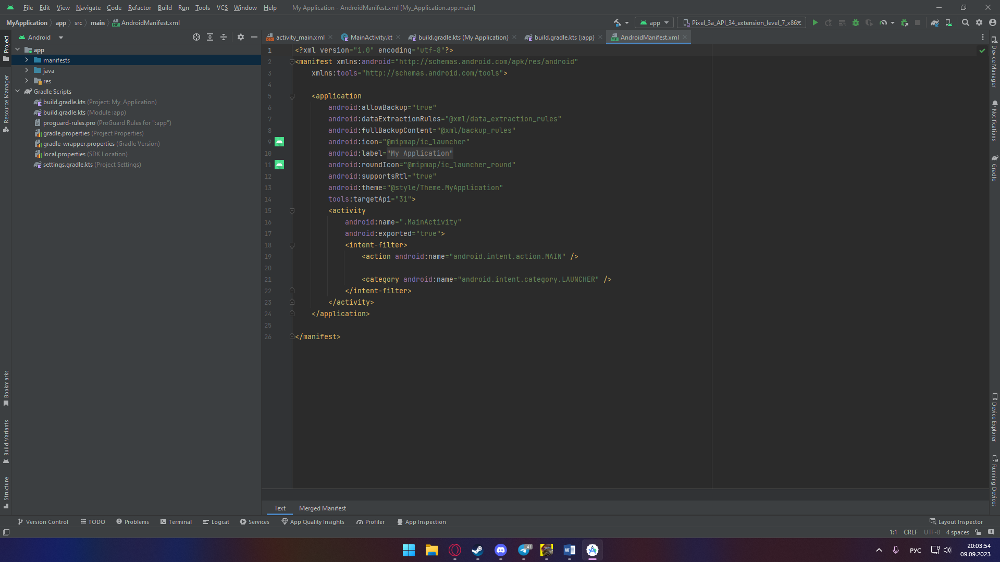 File Edit View Navigate Code Refactor Build Run Tools VCS Window Help My Application - AndroidManifest.xml [My_Application.app.main]
MyApplication app src main AndroidManifest.xml app Pixel_3a_API_34_extension_level_7_x86
Project
Resource Manager
Bookmarks
Build Variants
Structure
Android
app
manifests
java
res
Gradle Scripts
build.gradle.kts (Project: My_Application)
build.gradle.kts (Module :app)
proguard-rules.pro (ProGuard Rules for ":app")
gradle.properties (Project Properties)
gradle-wrapper.properties (Gradle Version)
local.properties (SDK Location)
settings.gradle.kts (Project Settings)
activity_main.xml MainActivity.kt build.gradle.kts (My Application) build.gradle.kts (:app) AndroidManifest.xml
1 <?xml version="1.0" encoding="utf-8"?>
2 <manifest xmlns:android="http://schemas.android.com/apk/res/android"
3 xmlns:tools="http://schemas.android.com/tools">
4
5 <application
6 android:allowBackup="true"
7 android:dataExtractionRules="@xml/data_extraction_rules"
8 android:fullBackupContent="@xml/backup_rules"
9 android:icon="@mipmap/ic_launcher"
10 android:label="My Application"
11 android:roundIcon="@mipmap/ic_launcher_round"
12 android:supportsRtl="true"
13 android:theme="@style/Theme.MyApplication"
14 tools:targetApi="31">
15 <activity
16 android:name=".MainActivity"
17 android:exported="true">
18 <intent-filter>
19 <action android:name="android.intent.action.MAIN" />
20
21 <category android:name="android.intent.category.LAUNCHER" />
22 </intent-filter>
23 </activity>
24 </application>
25
26 </manifest>
Device Manager
Notifications
Gradle
Device Explorer
Running Devices
Text Merged Manifest
Version Control TODO Problems Terminal Logcat Services App Quality Insights Profiler App Inspection Layout Inspector
1:1 CRLF UTF-8 4 spaces
41
РУС
20:03:54
09.09.2023